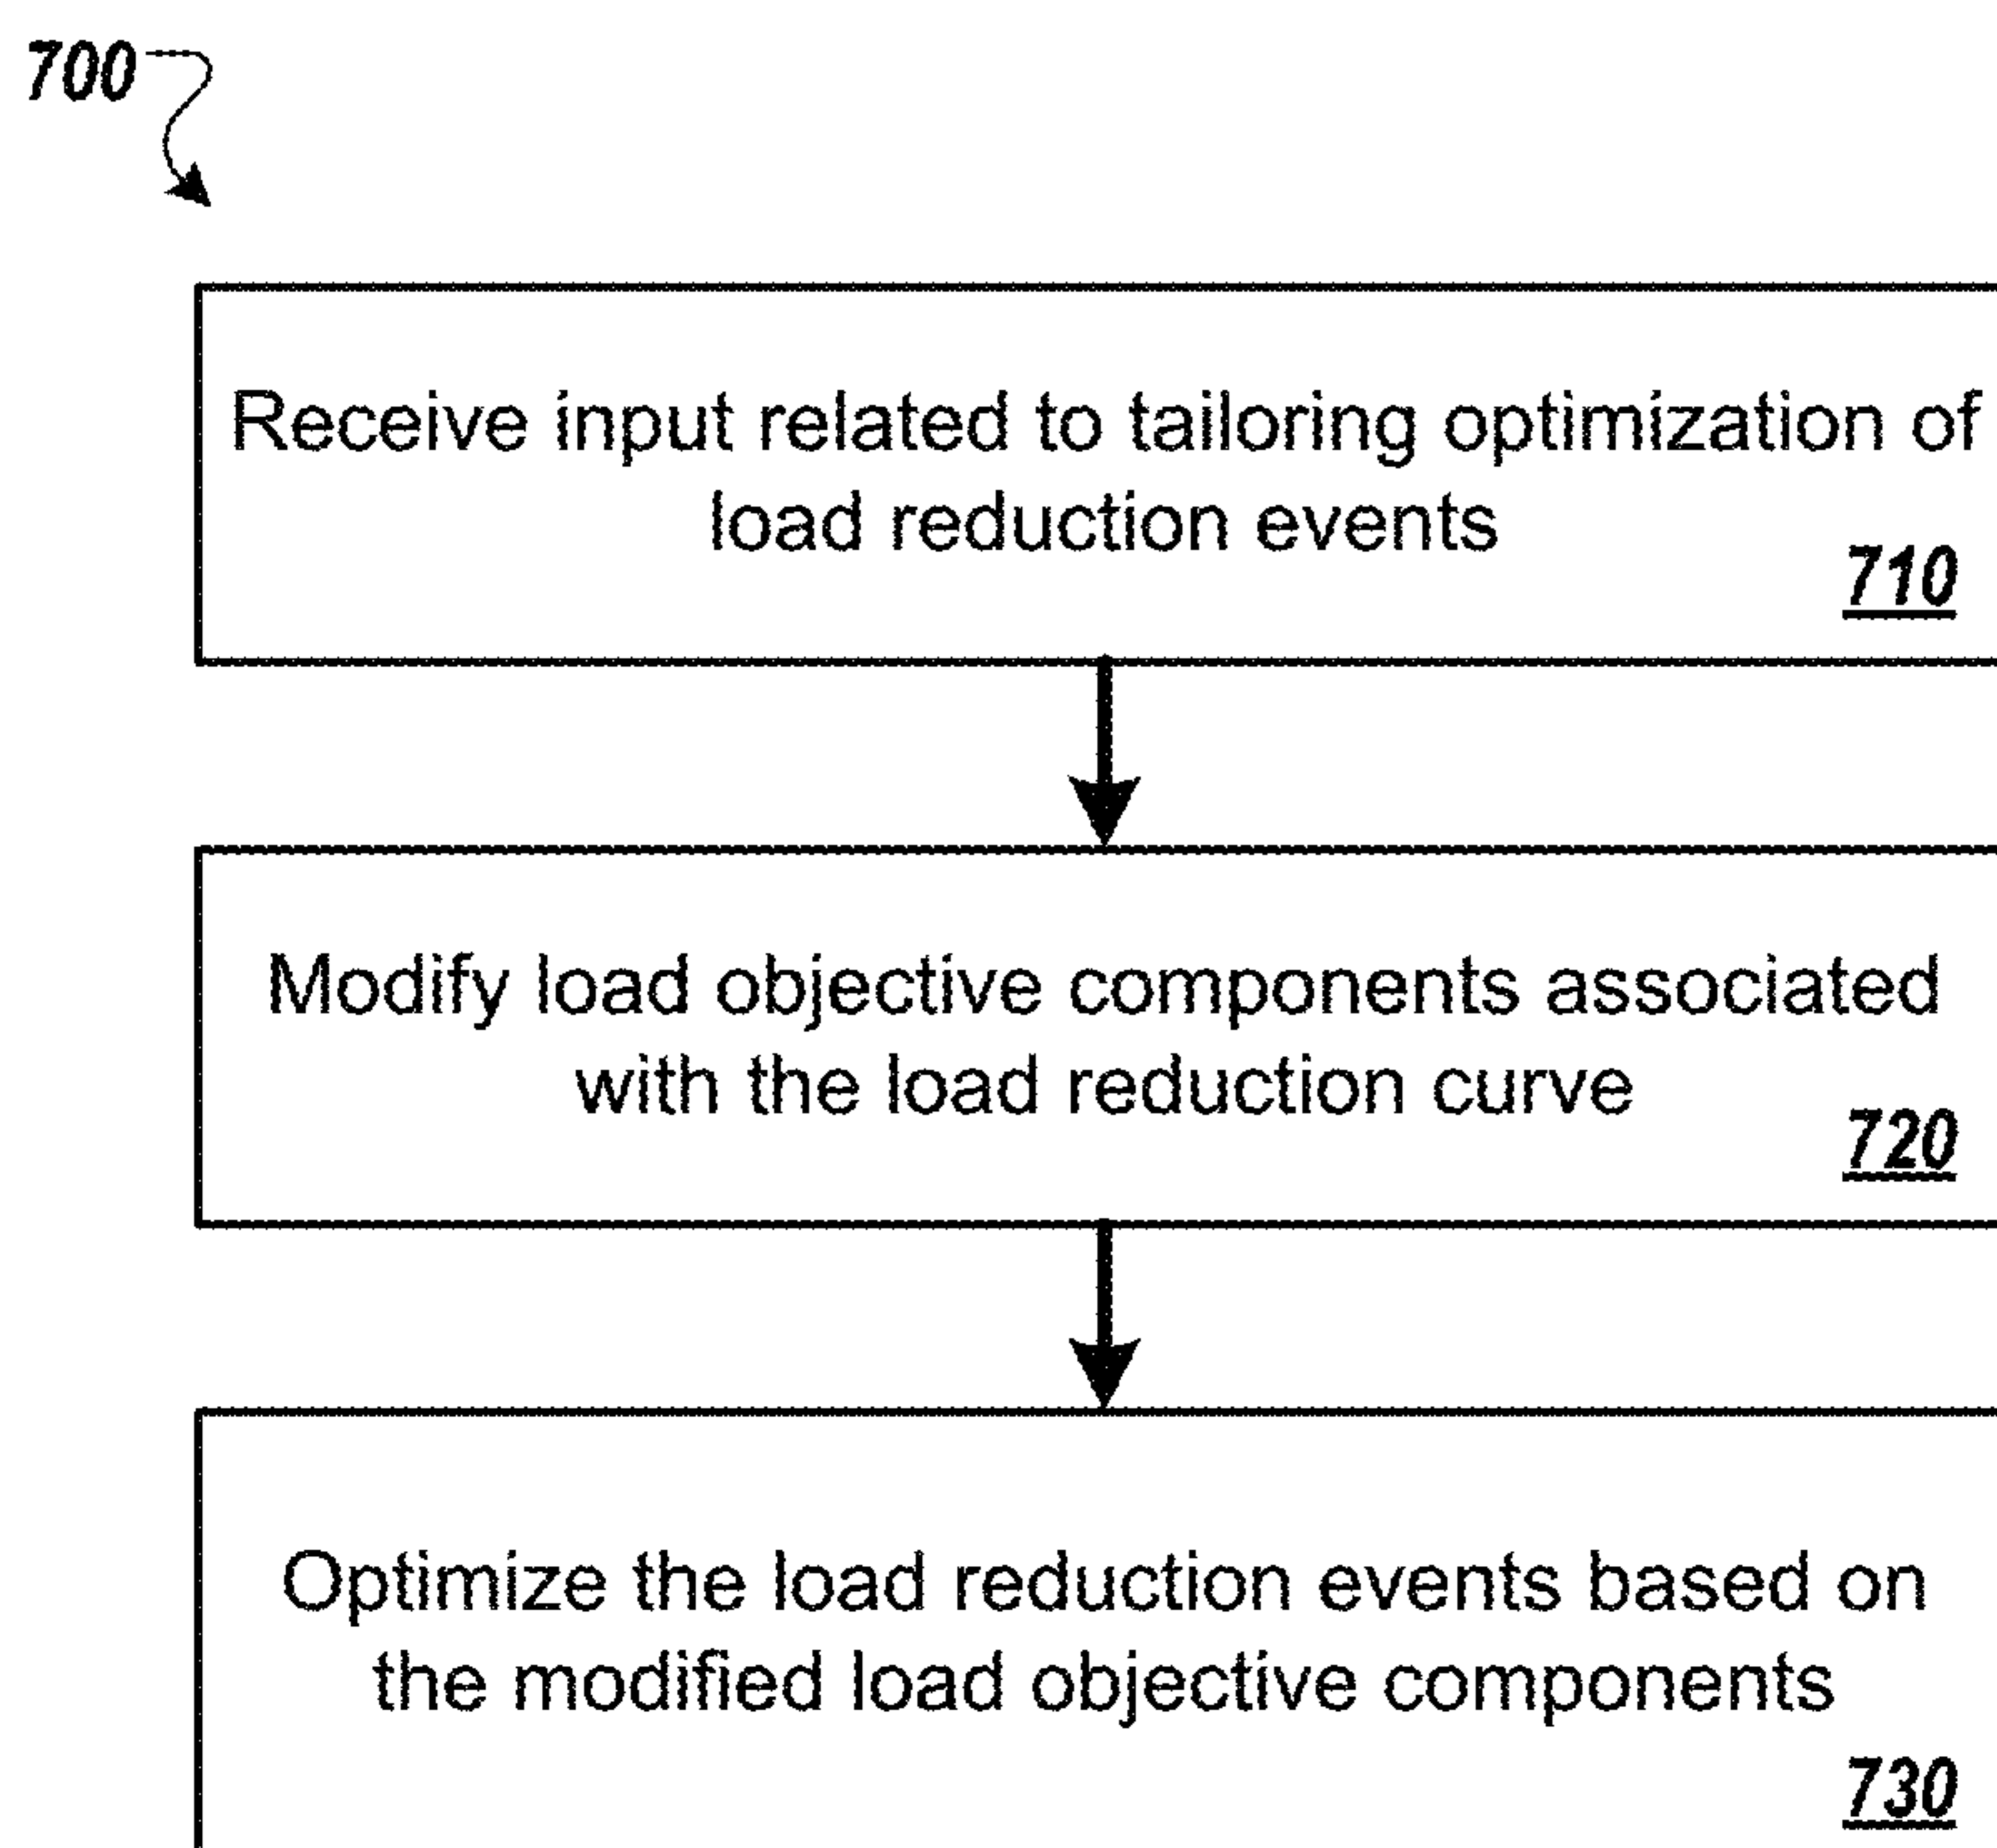 700
Receive input related to tailoring optimization of
load reduction events
710
Modify load objective components associated
with the load reduction curve
720
Optimize the load reduction events based on
the modified load objective components
730